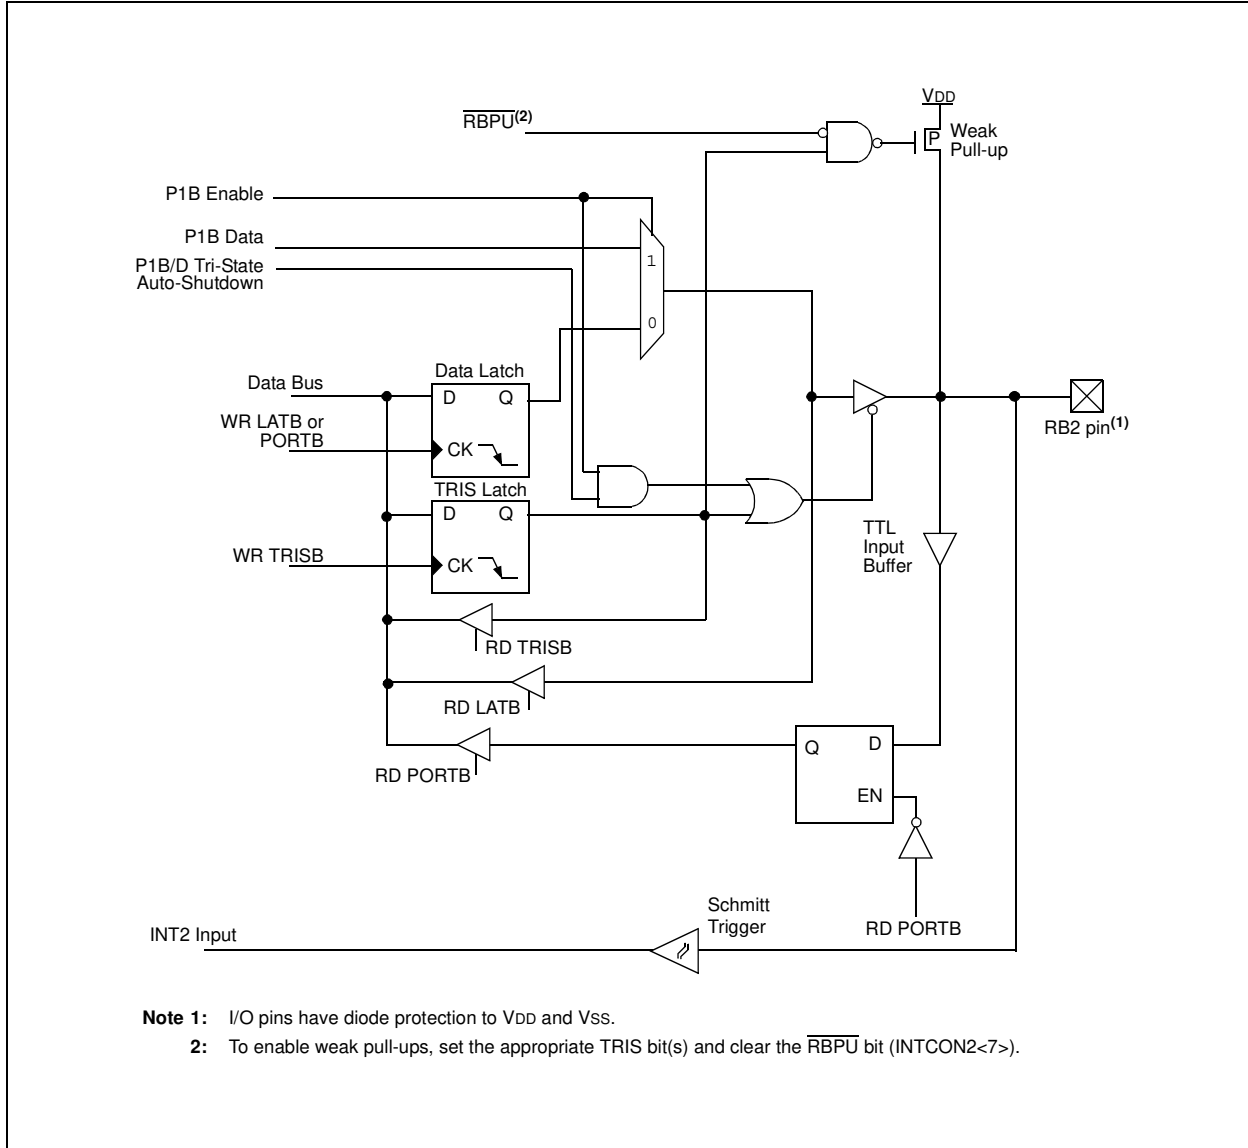 VDD
RBPU(2)
P
Weak
Pull-up
P1B Enable
P1B Data
P1B/D Tri-State
Auto-Shutdown
1
0
Data Latch
Data Bus
D Q
WR LATB or
PORTB
CK
RB2 pin(1)
TRIS Latch
D Q
WR TRISB
CK
TTL
Input
Buffer
RD TRISB
RD LATB
Q D
RD PORTB
EN
Schmitt
Trigger
RD PORTB
INT2 Input
Note 1: I/O pins have diode protection to VDD and VSS.
2: To enable weak pull-ups, set the appropriate TRIS bit(s) and clear the RBPU bit (INTCON2<7>).